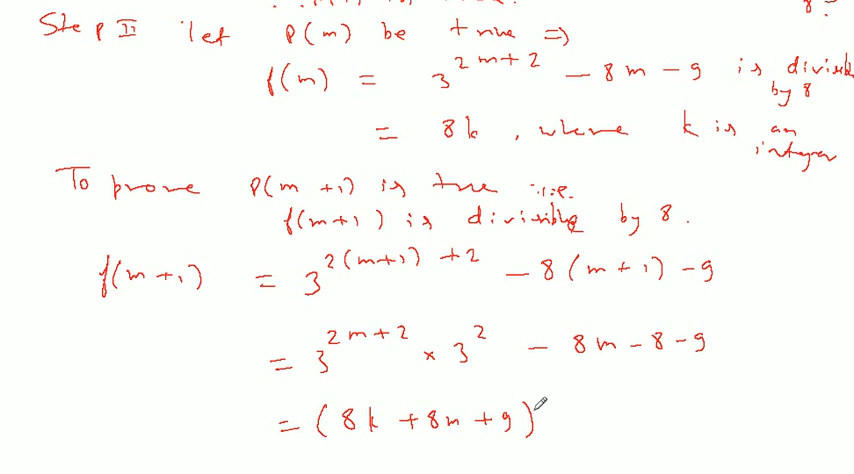 8.
Step II let P(m) be true ⇒
f(m) = 3^{2m+2} - 8m - 9 is divisible by 8
= 8k, where k is an integer
To prove P(m+1) is true i.e.
f(m+1) is divisible by 8.
f(m+1) = 3^{2(m+1)+2} - 8(m+1) - 9
= 3^{2m+2} × 3^2 - 8m - 8 - 9
= (8k + 8m + 9)